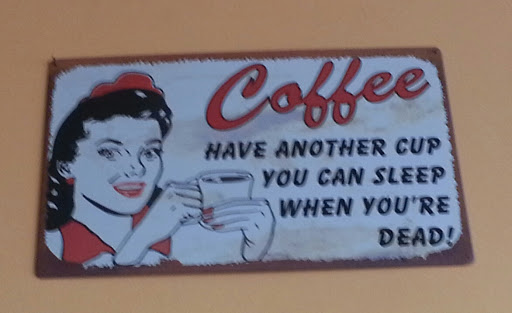 Coffee
HAVE ANOTHER CUP
YOU CAN SLEEP
WHEN YOU'RE
DEAD!